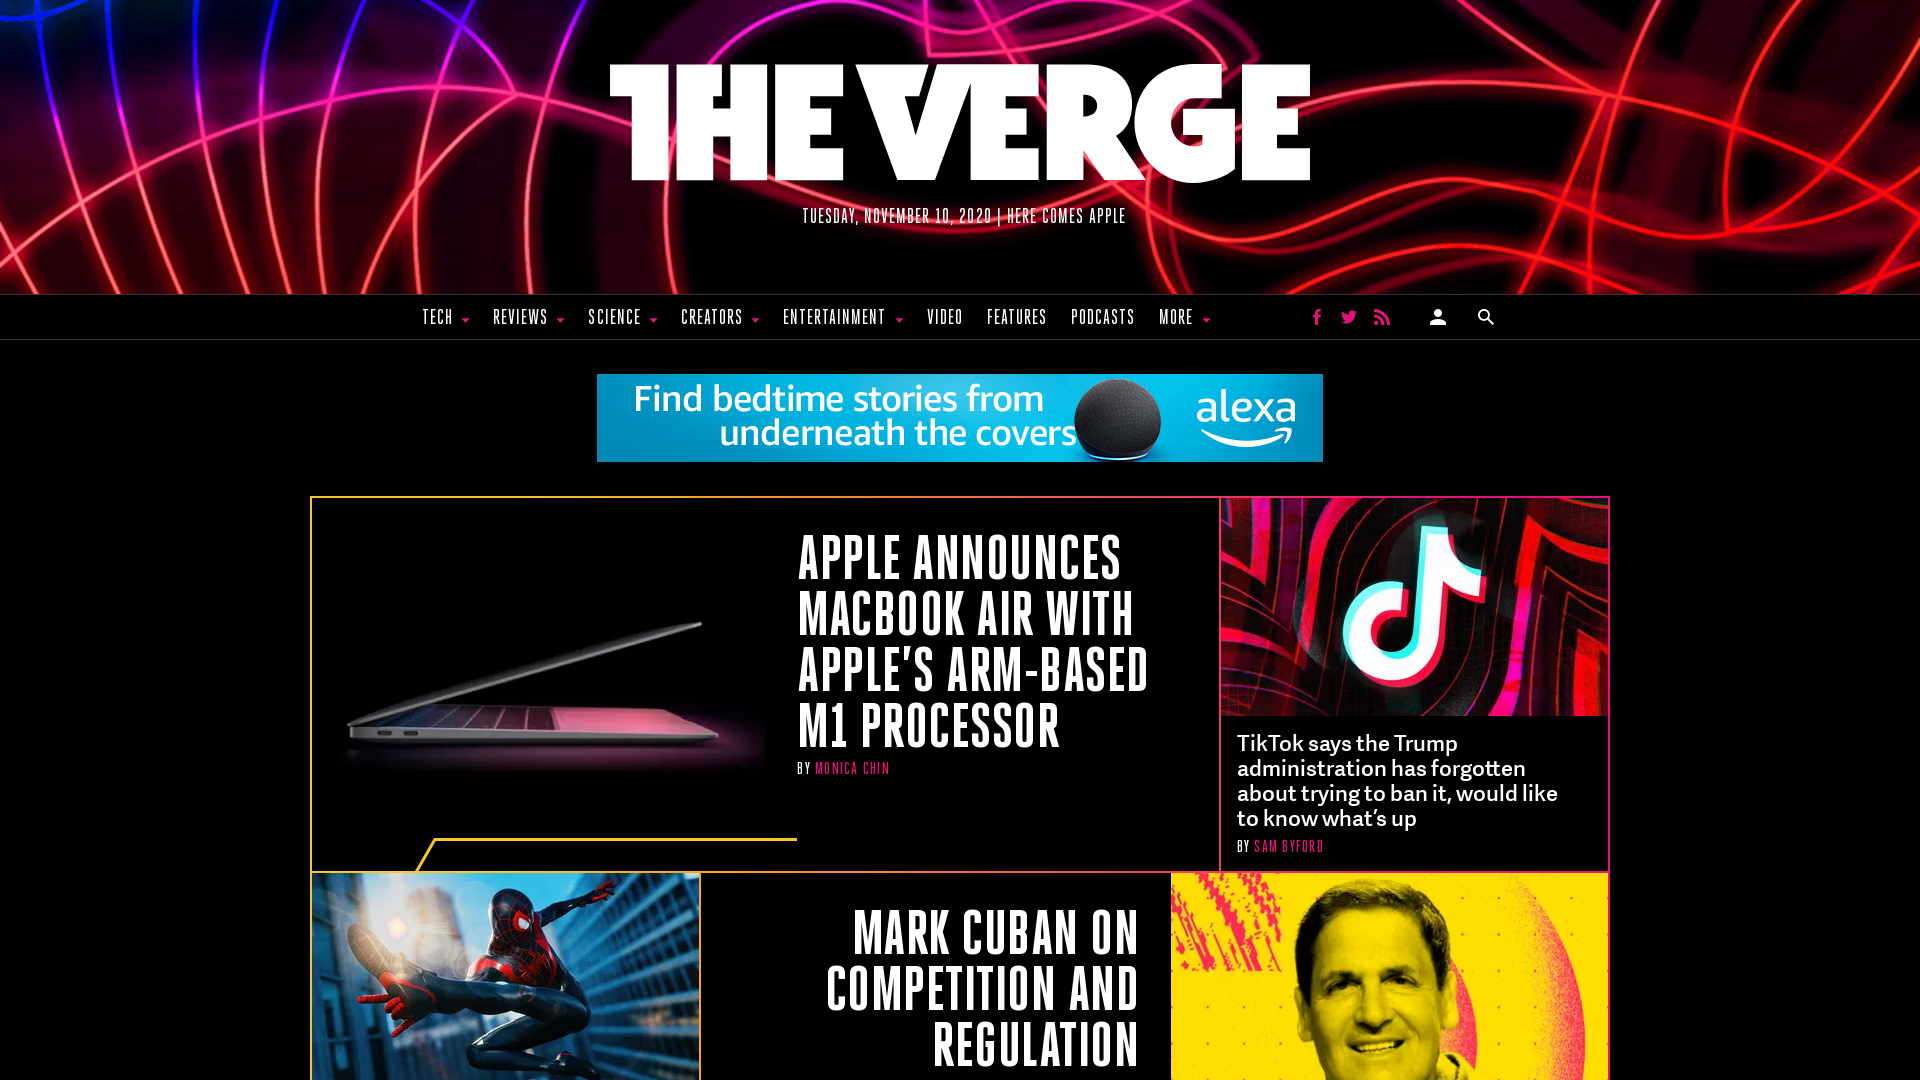 THE VERGE
TUESDAY, NOVEMBER 10, 2020 | HERE COMES APPLE
TECH REVIEWS SCIENCE CREATORS ENTERTAINMENT VIDEO FEATURES PODCASTS MORE
Find bedtime stories from
underneath the covers
alexa
APPLE ANNOUNCES
MACBOOK AIR WITH
APPLE'S ARM-BASED
M1 PROCESSOR
BY MONICA CHIN
TikTok says the Trump
administration has forgotten
about trying to ban it, would like
to know what’s up
BY SAM BYFORD
MARK CUBAN ON
COMPETITION AND
REGULATION